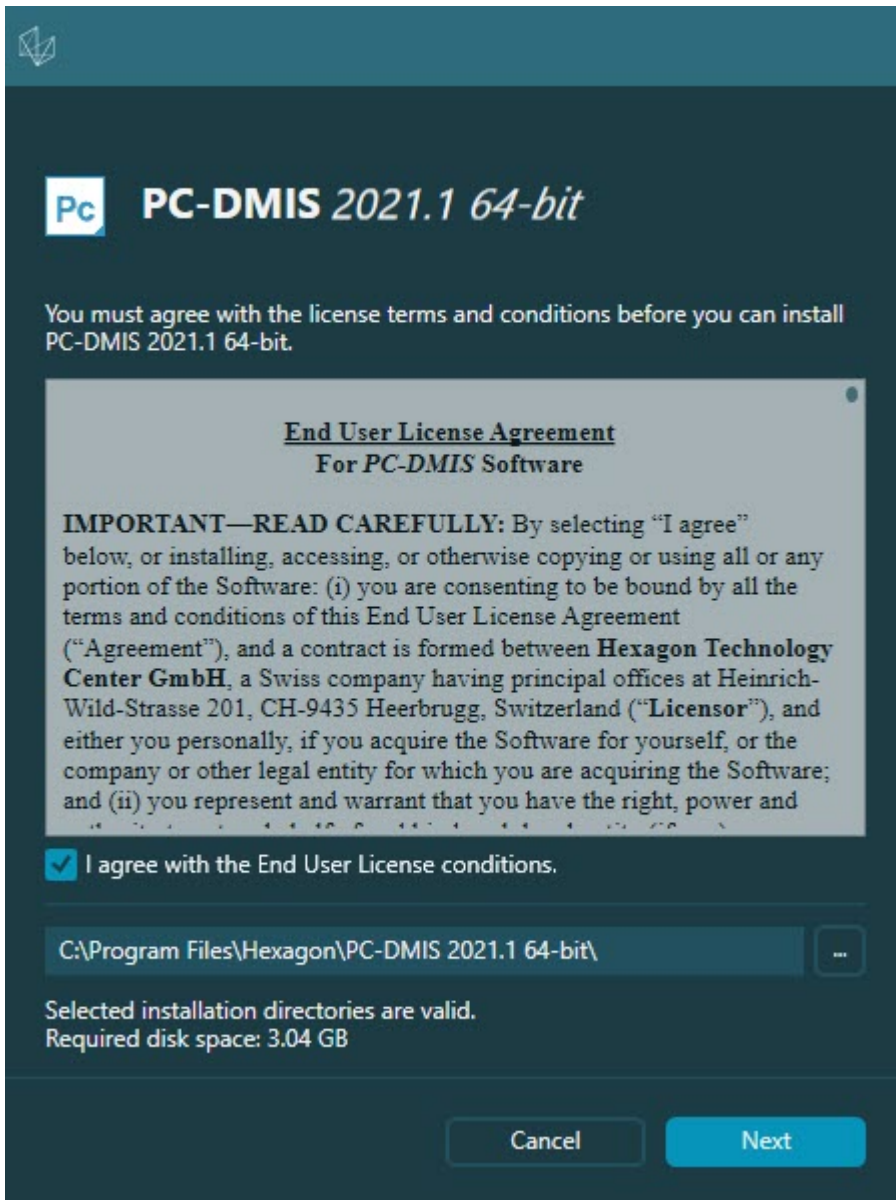 Pc
PC-DMIS 2021.1 64-bit
You must agree with the license terms and conditions before you can install
PC-DMIS 2021.1 64-bit.
End User License Agreement
For PC-DMIS Software
IMPORTANT—READ CAREFULLY: By selecting “I agree”
below, or installing, accessing, or otherwise copying or using all or any
portion of the Software: (i) you are consenting to be bound by all the
terms and conditions of this End User License Agreement
(“Agreement”), and a contract is formed between Hexagon Technology
Center GmbH, a Swiss company having principal offices at Heinrich-
Wild-Strasse 201, CH-9435 Heerbrugg, Switzerland (“Licensor”), and
either you personally, if you acquire the Software for yourself, or the
company or other legal entity for which you are acquiring the Software;
and (ii) you represent and warrant that you have the right, power and
I agree with the End User License conditions.
C:\Program Files\Hexagon\PC-DMIS 2021.1 64-bit\
...
Selected installation directories are valid.
Required disk space: 3.04 GB
Cancel
Next